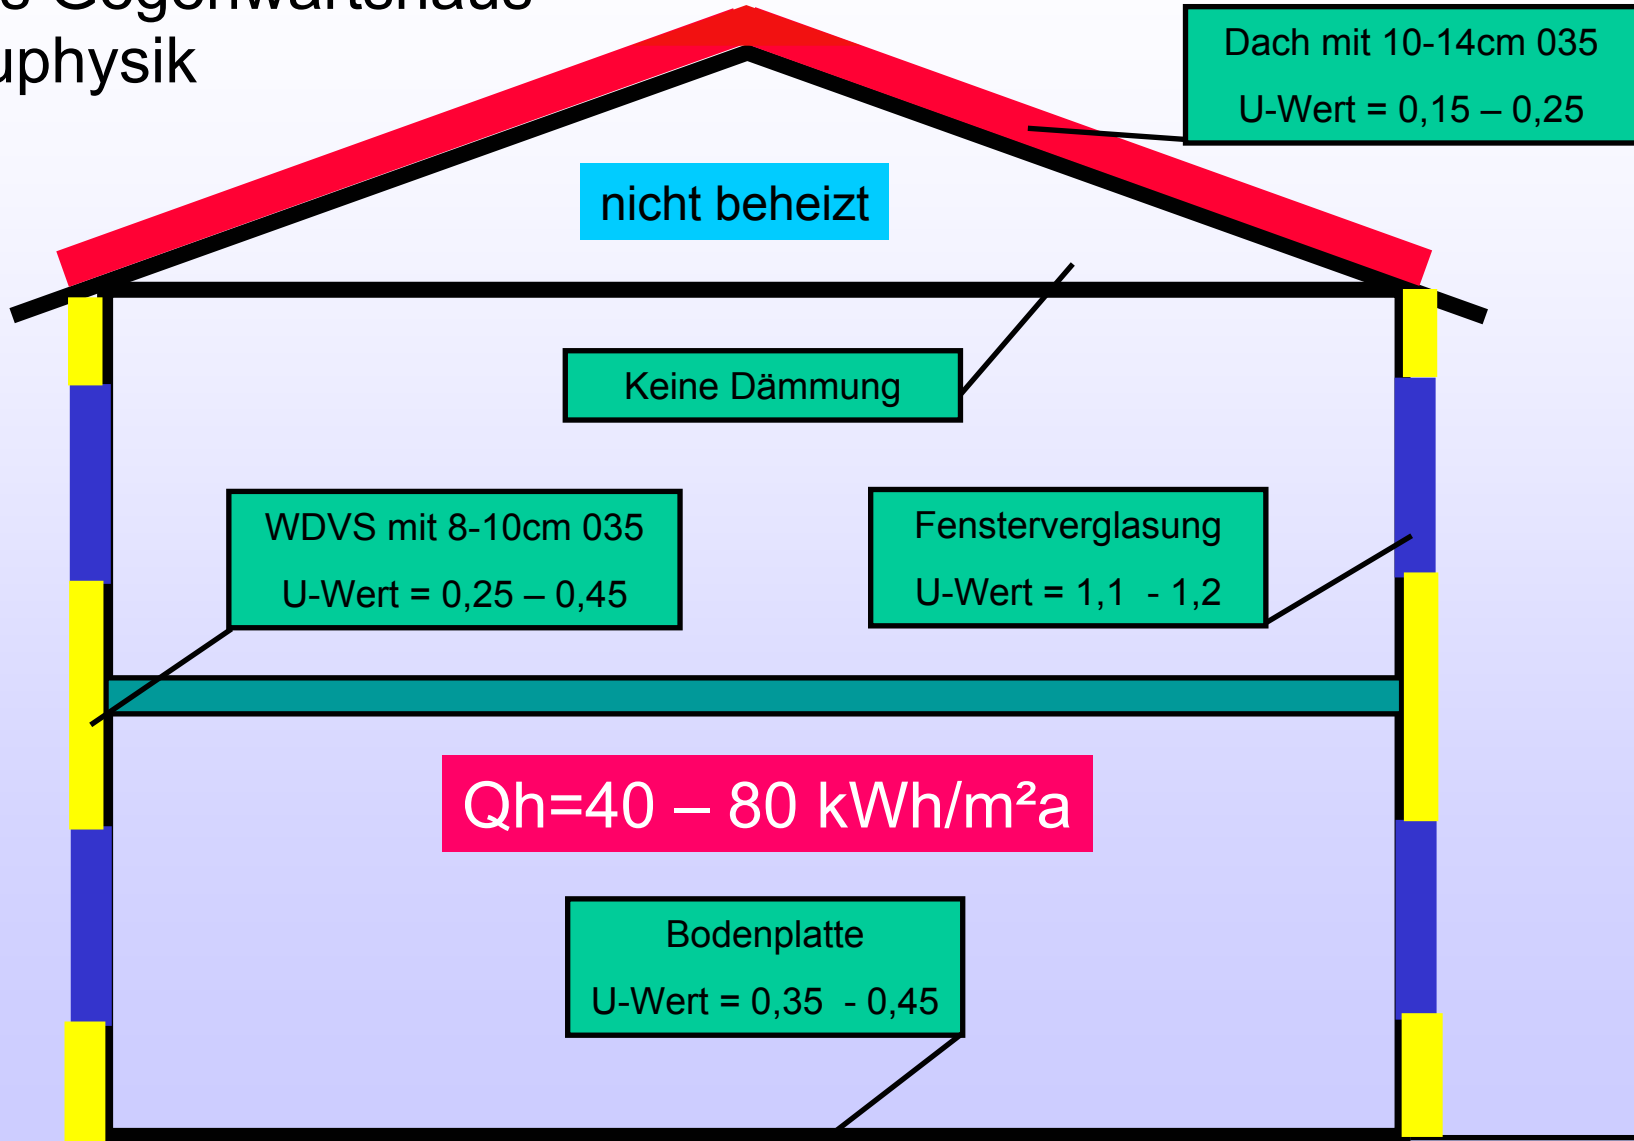 Gegenwartshaus
Dach mit 10-14cm 035
U-Wert = 0,15 – 0,25
nicht beheizt
Keine Dämmung
WDVS mit 8-10cm 035
U-Wert = 0,25 – 0,45
Fensterverglasung
U-Wert = 1,1 - 1,2
Qh=40 – 80 kWh/m²a
Bodenplatte
U-Wert = 0,35 - 0,45